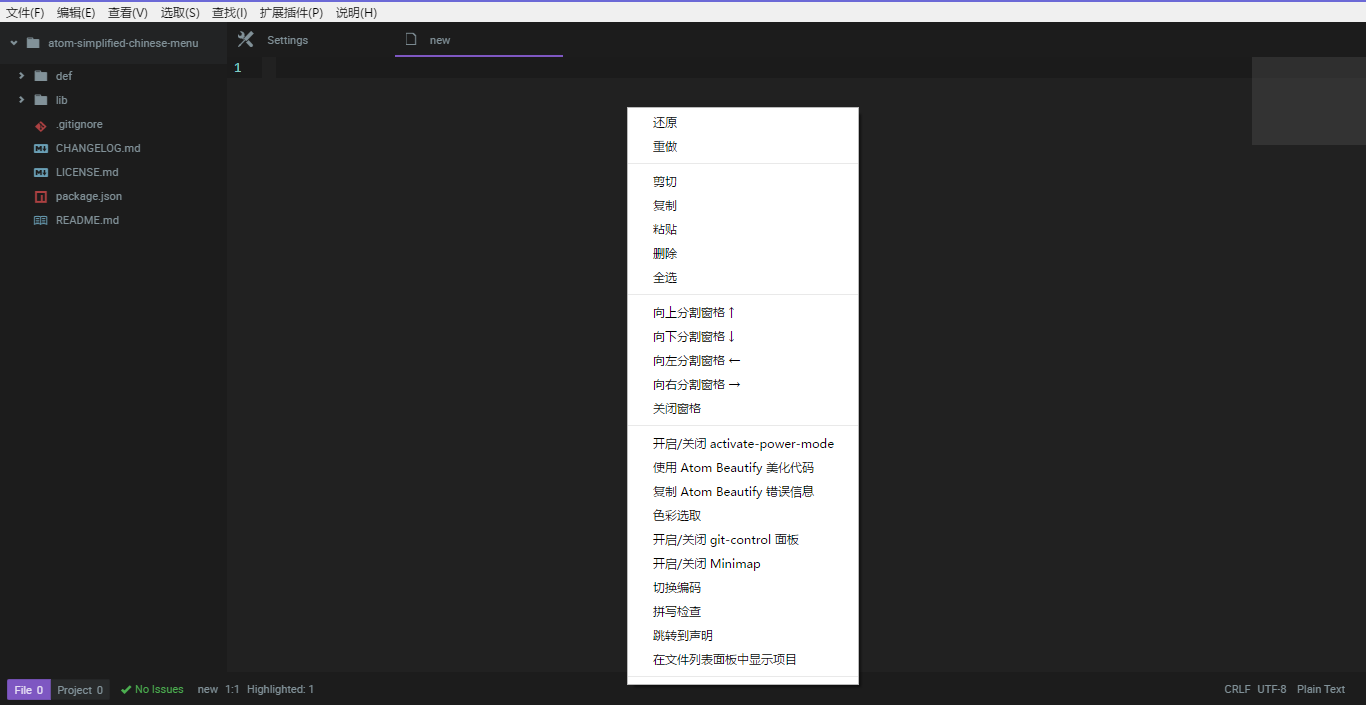 文件(F) 编辑(E) 查看(V) 选取(S) 查找(I) 扩展插件(P) 说明(H)
atom-simplified-chinese-menu
def
lib
.gitignore
CHANGELOG.md
LICENSE.md
package.json
README.md
Settings new
1
还原
重做
剪切
复制
粘贴
删除
全选
向上分割窗格 ↑
向下分割窗格 ↓
向左分割窗格 ←
向右分割窗格 →
关闭窗格
开启/关闭 activate-power-mode
使用 Atom Beautify 美化代码
复制 Atom Beautify 错误信息
色彩选取
开启/关闭 git-control 面板
开启/关闭 Minimap
切换编码
拼写检查
跳转到声明
在文件列表面板中显示项目
File 0 Project 0 No Issues new 1:1 Highlighted: 1 CRLF UTF-8 Plain Text